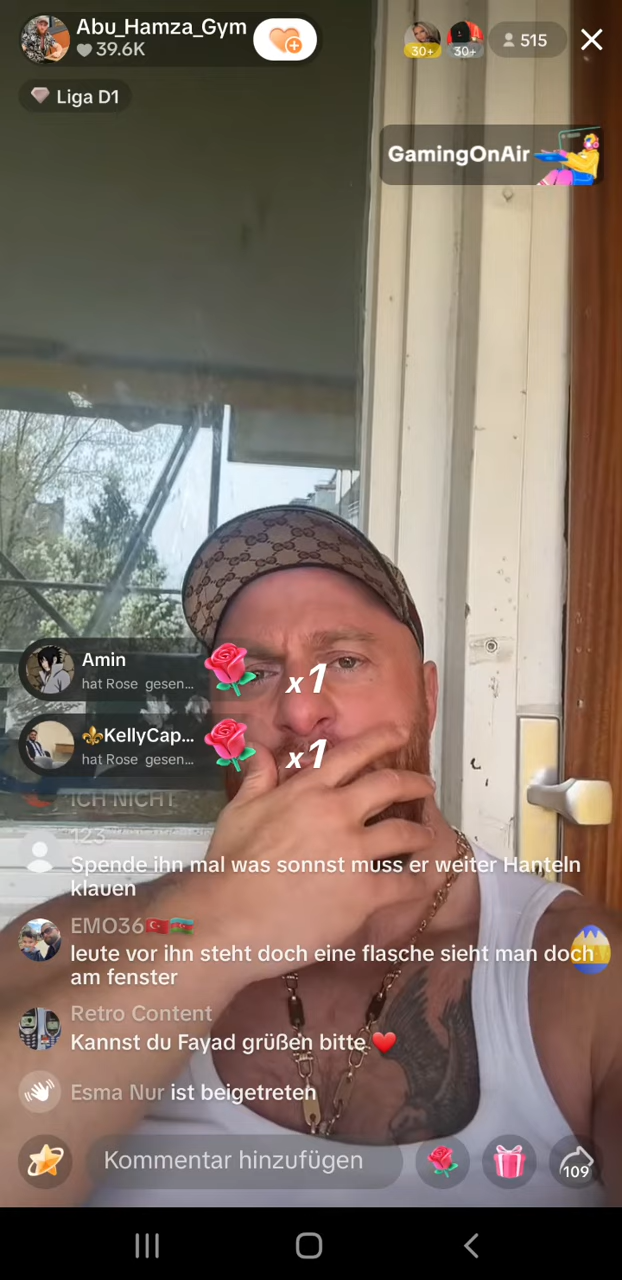 Abu_Hamza_Gym
39.6K
30+
30+
515
Liga D1
GamingOnAir
Amin
hat Rose gesen...
x1
⚜️KellyCap...
hat Rose gesen...
x1
ICH NICHT
123
Spende ihn mal was sonnst muss er weiter Hanteln
klauen
EMO36🇹🇷🇦🇿
leute vor ihn steht doch eine flasche sieht man doch
am fenster
Retro Content
Kannst du Fayad grüßen bitte ❤️
Esma Nur ist beigetreten
Kommentar hinzufügen
109